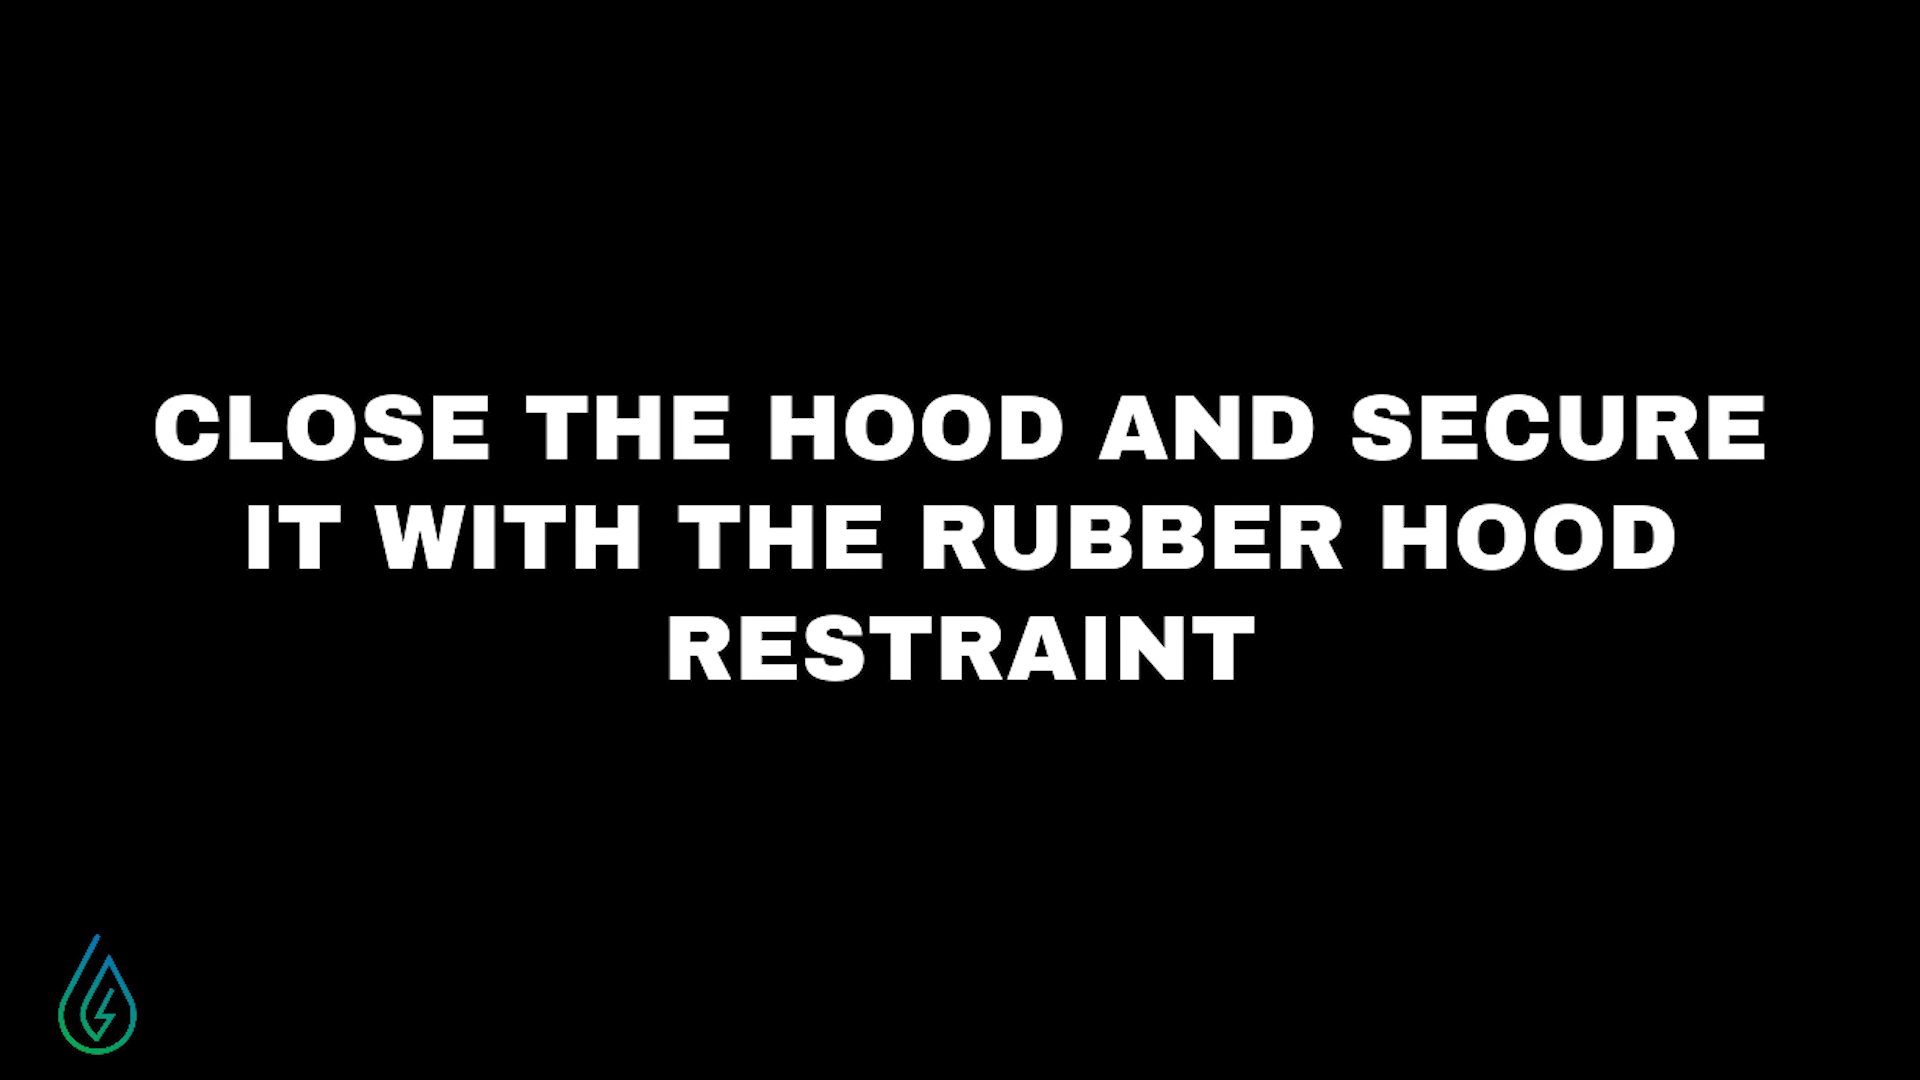 CLOSE THE HOOD AND SECURE
IT WITH THE RUBBER HOOD
RESTRAINT